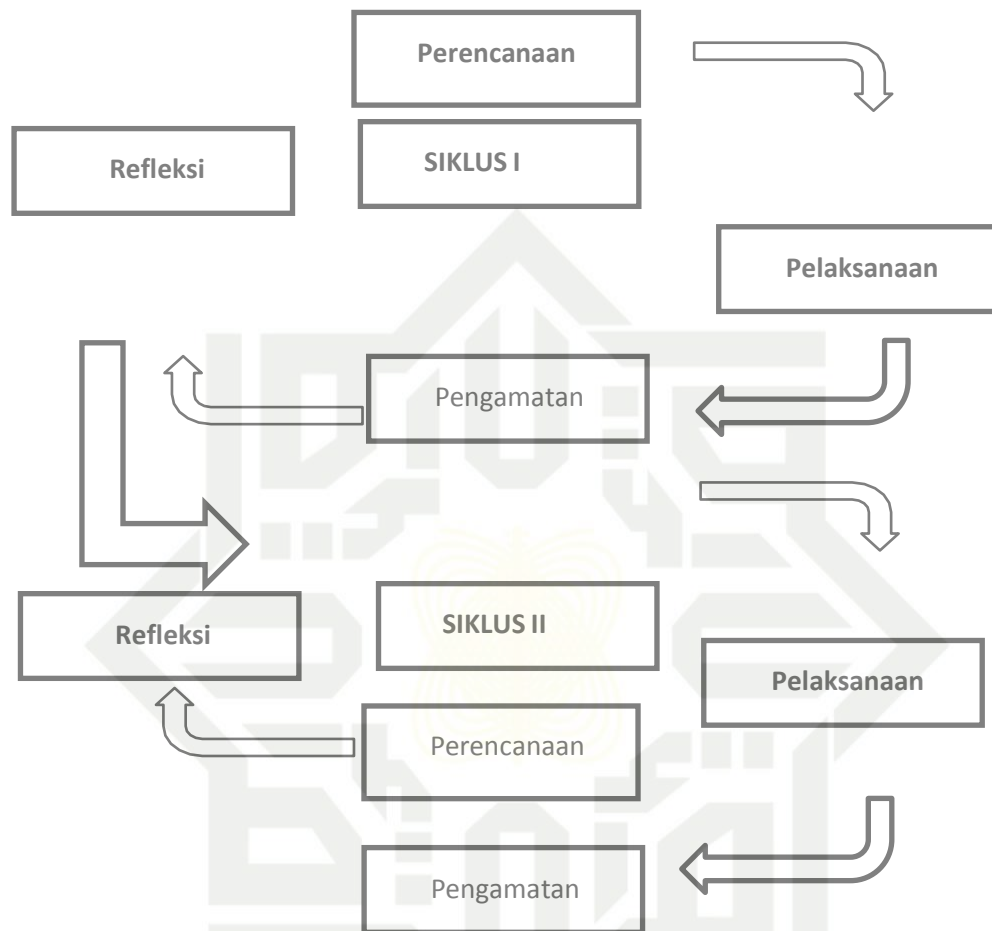 Perencanaan
Refleksi
SIKLUS I
Pelaksanaan
Pengamatan
Refleksi
SIKLUS II
Pelaksanaan
Perencanaan
Pengamatan